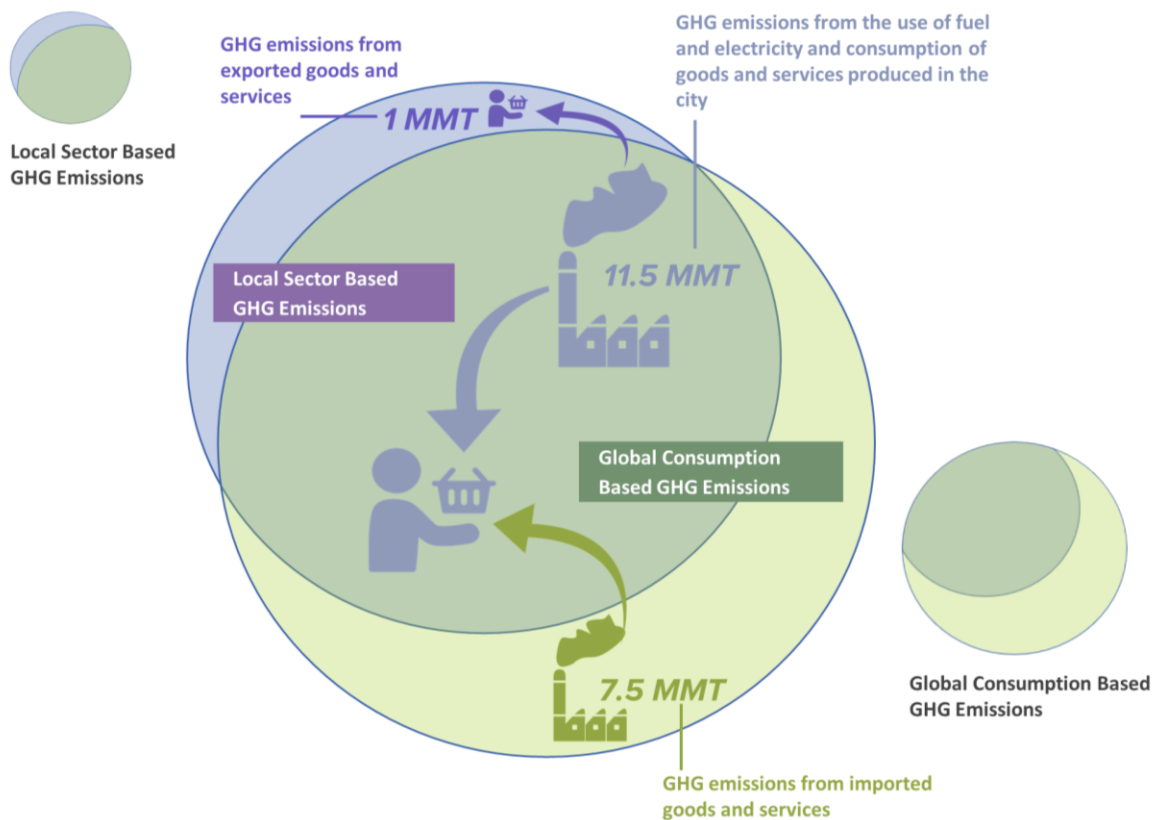 GHG emissions from the use of fuel
and electricity and consumption of
goods and services produced in the
city
GHG emissions from
exported goods and
services
1 MMT
Local Sector Based
GHG Emissions
11.5 MMT
Local Sector Based
GHG Emissions
Global Consumption
Based GHG Emissions
7.5 MMT
Global Consumption Based
GHG Emissions
GHG emissions from imported
goods and services